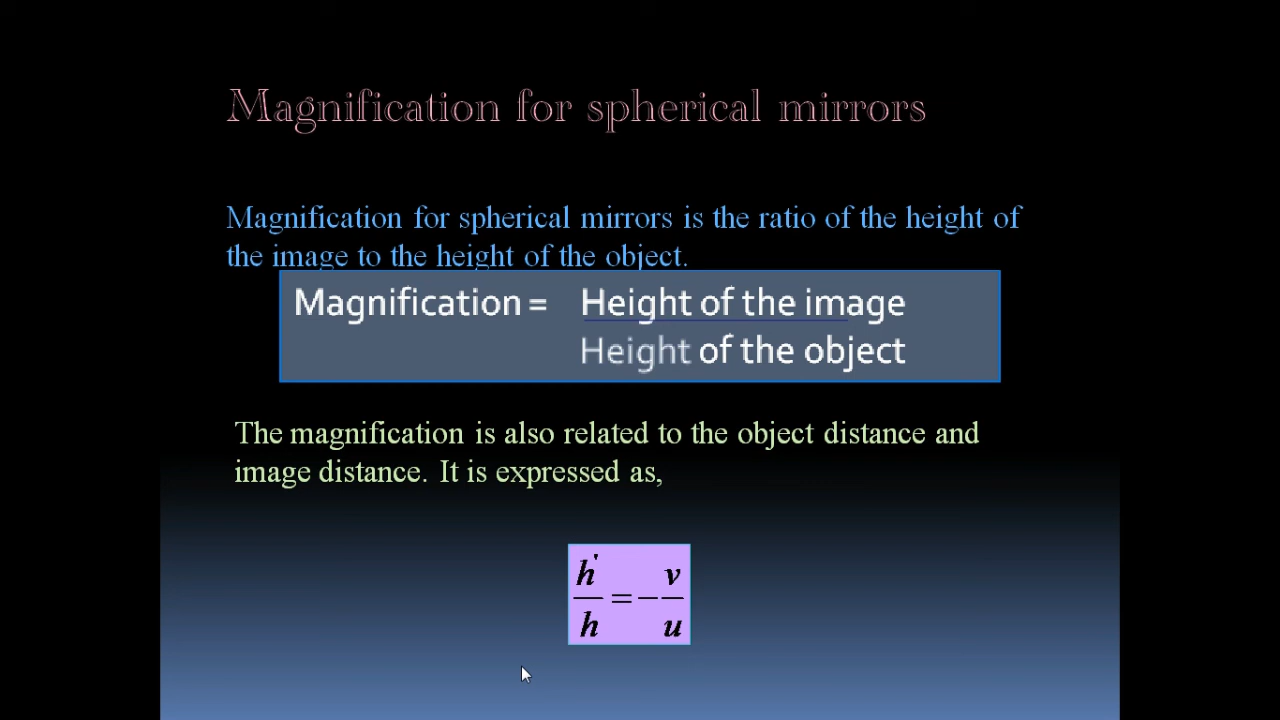 Magnification for spherical mirrors
Magnification for spherical mirrors is the ratio of the height of
the image to the height of the object.
Magnification = Height of the image
Height of the object
The magnification is also related to the object distance and
image distance. It is expressed as,
h' / h = − v / u